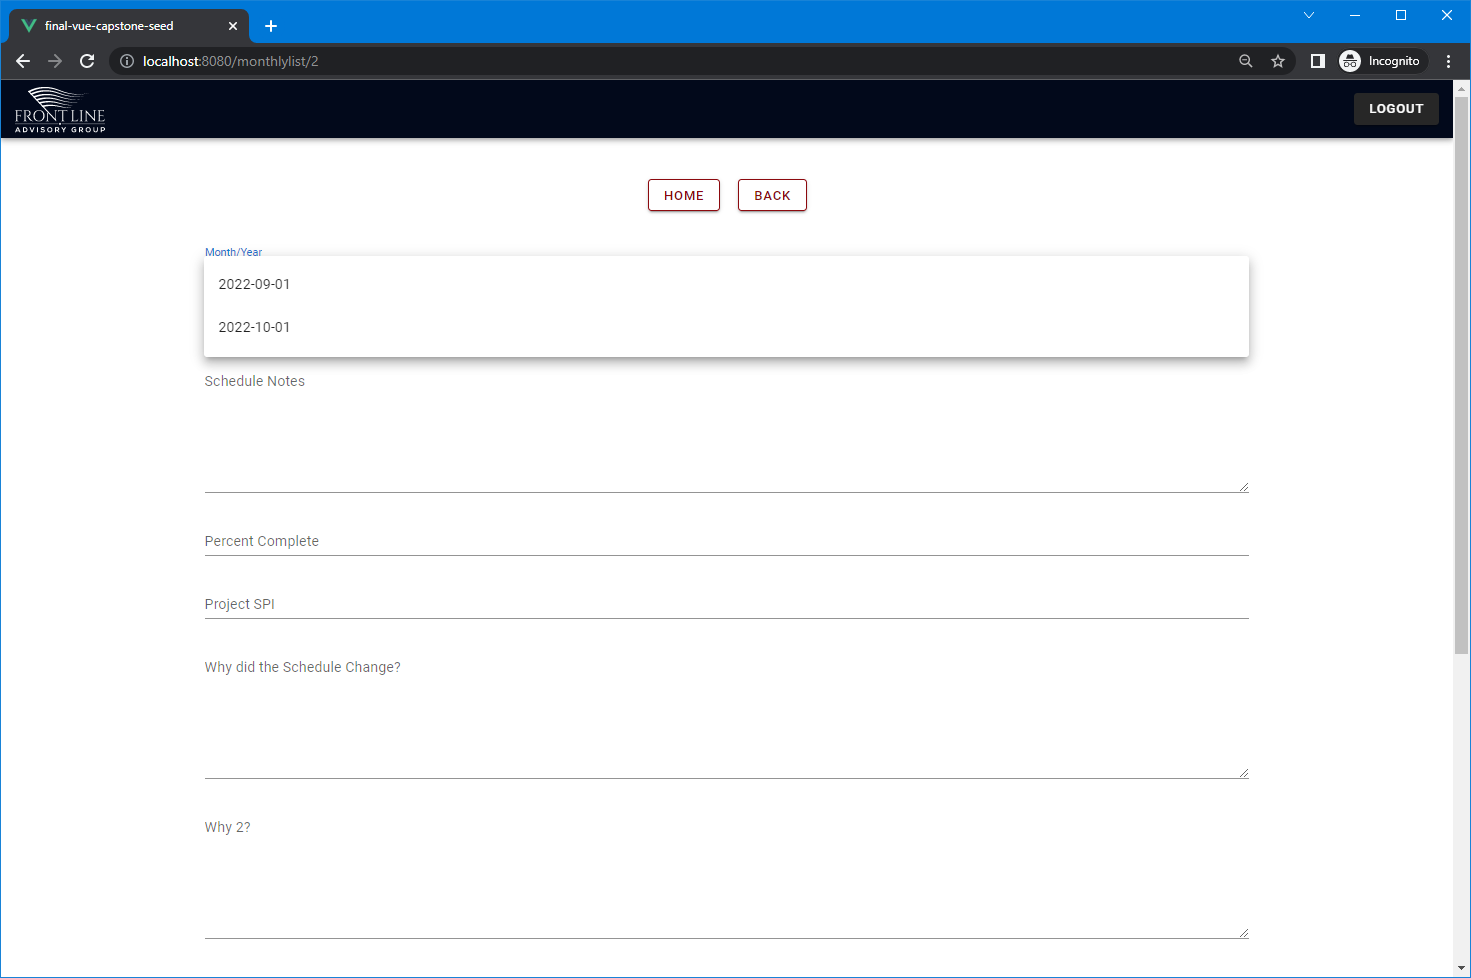 final-vue-capstone-seed
localhost:8080/monthlylist/2
Incognito
FRONT LINE
ADVISORY GROUP
LOGOUT
HOME
BACK
Month/Year
2022-09-01
2022-10-01
Schedule Notes
Percent Complete
Project SPI
Why did the Schedule Change?
Why 2?